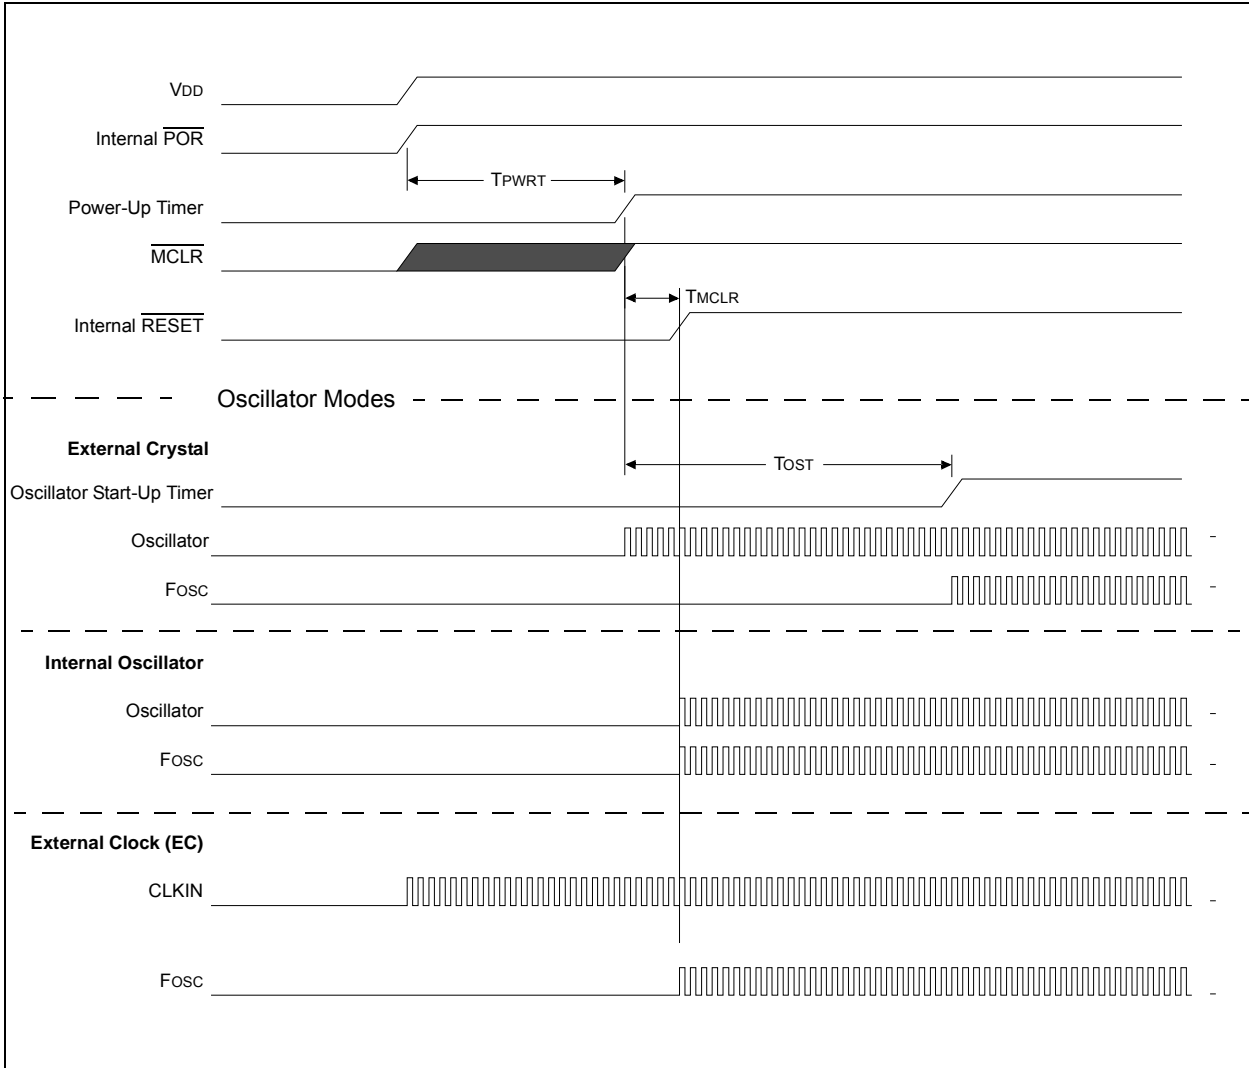 VDD
Internal POR
TPWRT
Power-Up Timer
MCLR
TMCLR
Internal RESET
Oscillator Modes
External Crystal
TOST
Oscillator Start-Up Timer
Oscillator
FOSC
Internal Oscillator
Oscillator
FOSC
External Clock (EC)
CLKIN
FOSC